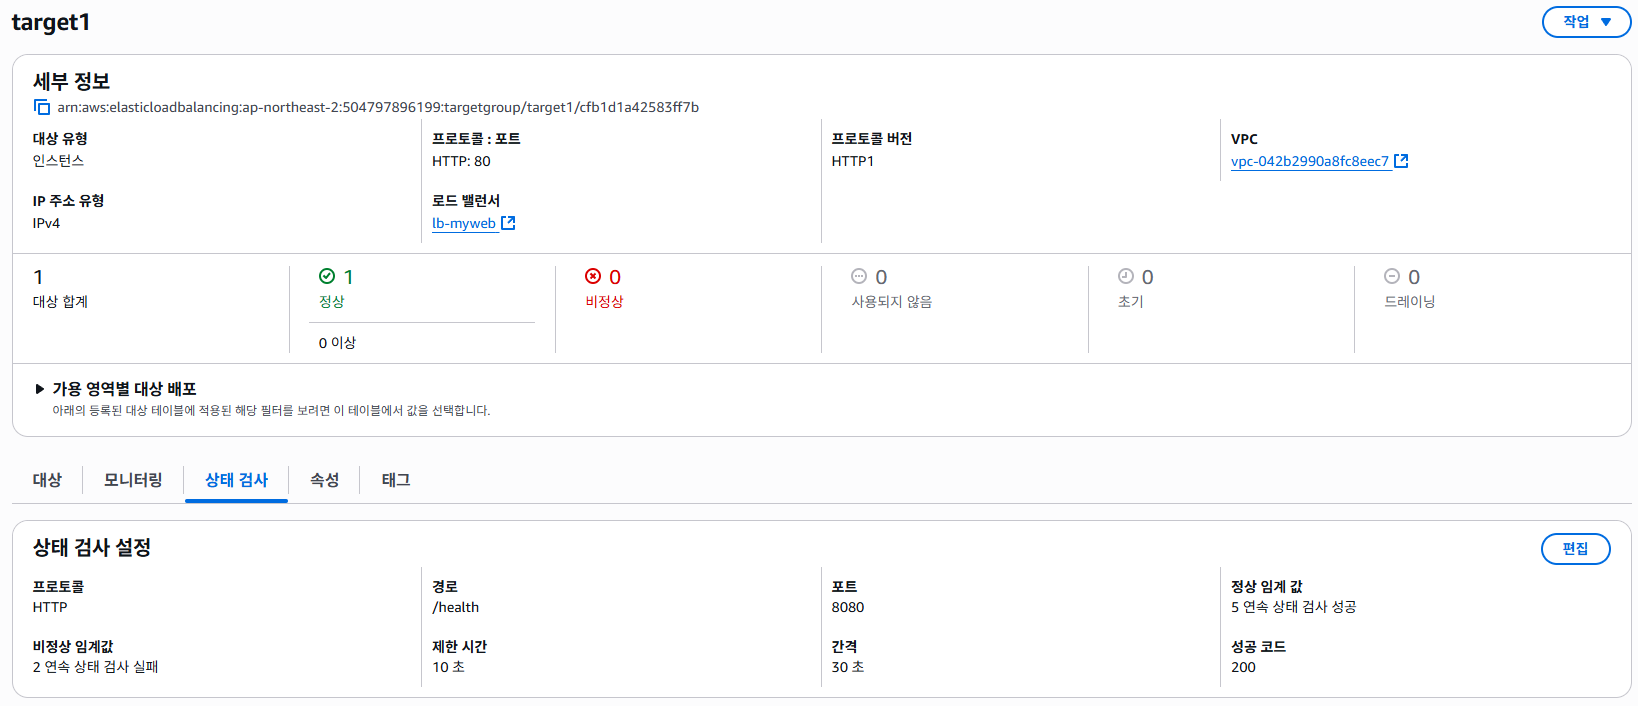 target1
작업
세부 정보
arn:aws:elasticloadbalancing:ap-northeast-2:504797896199:targetgroup/target1/cfb1d1a42583ff7b
대상 유형
인스턴스
프로토콜 : 포트
HTTP: 80
프로토콜 버전
HTTP1
VPC
vpc-042b2990a8fc8eec7
IP 주소 유형
IPv4
로드 밸런서
lb-myweb
1
대상 합계
1
정상
0 이상
0
비정상
0
사용되지 않음
0
초기
0
드레이닝
가용 영역별 대상 배포
아래의 등록된 대상 테이블에 적용된 해당 필터를 보려면 이 테이블에서 값을 선택합니다.
대상
모니터링
상태 검사
속성
태그
상태 검사 설정
편집
프로토콜
HTTP
경로
/health
포트
8080
정상 임계 값
5 연속 상태 검사 성공
비정상 임계값
2 연속 상태 검사 실패
제한 시간
10 초
간격
30 초
성공 코드
200